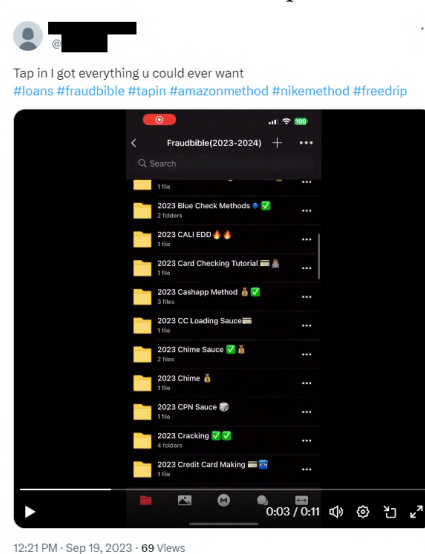 @
Tap in I got everything u could ever want
#loans #fraudbible #tapin #amazonmethod #nikemethod #freedrip
100
Fraudbible(2023-2024)
Search
1 file
2023 Blue Check Methods 🔹 ✅
2 folders
2023 CALI EDD🔥🔥
1 file
2023 Card Checking Tutorial 💳
1 file
2023 Cashapp Method 💰✅
3 files
2023 CC Loading Sauce💳
1 file
2023 Chime Sauce ✅💰
2 files
2023 Chime 💰
1 file
2023 CPN Sauce 🎲
1 file
2023 Cracking ✅✅
4 folders
2023 Credit Card Making 💳🏧
1 file
M
0:03 / 0:11
12:21 PM · Sep 19, 2023 · 69 Views